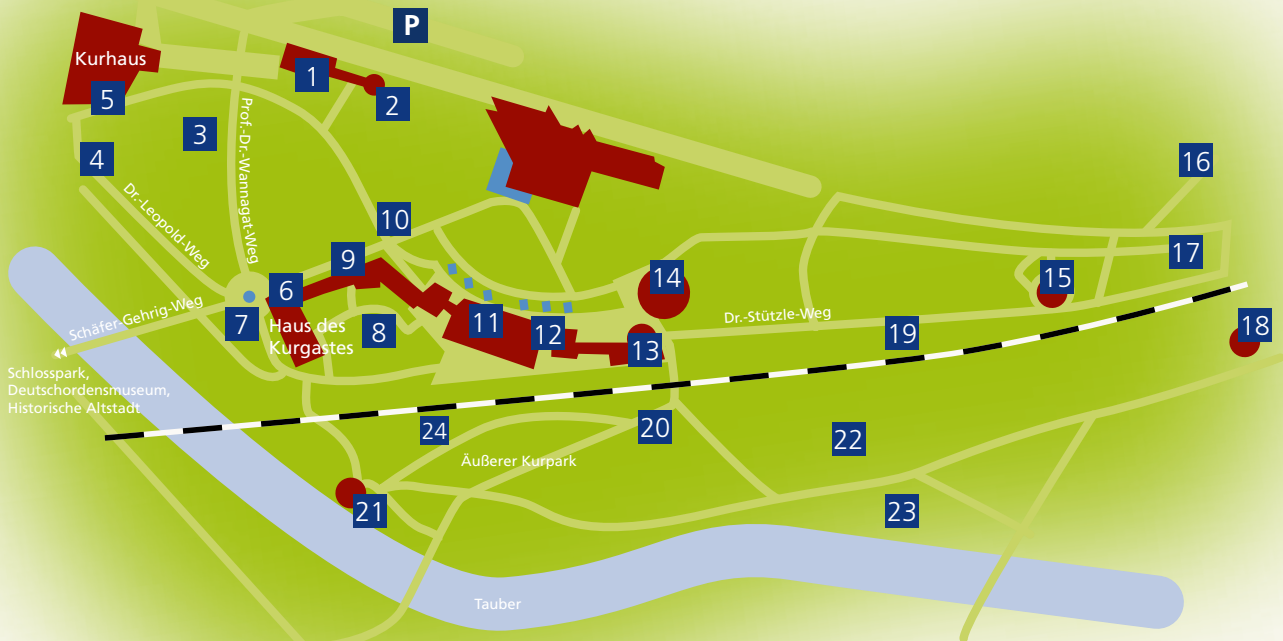 P
Kurhaus
1
2
5
3
4
Prof.-Dr.-Wannagat-Weg
Dr.-Leopold-Weg
16
10
17
9
14
15
6
Schäfer-Gehrig-Weg
7
Haus des
Kurgastes
8
11
12
13
Dr.-Stützle-Weg
19
18
Schlosspark,
Deutschordensmuseum,
Historische Altstadt
24
20
22
Äußerer Kurpark
21
23
Tauber